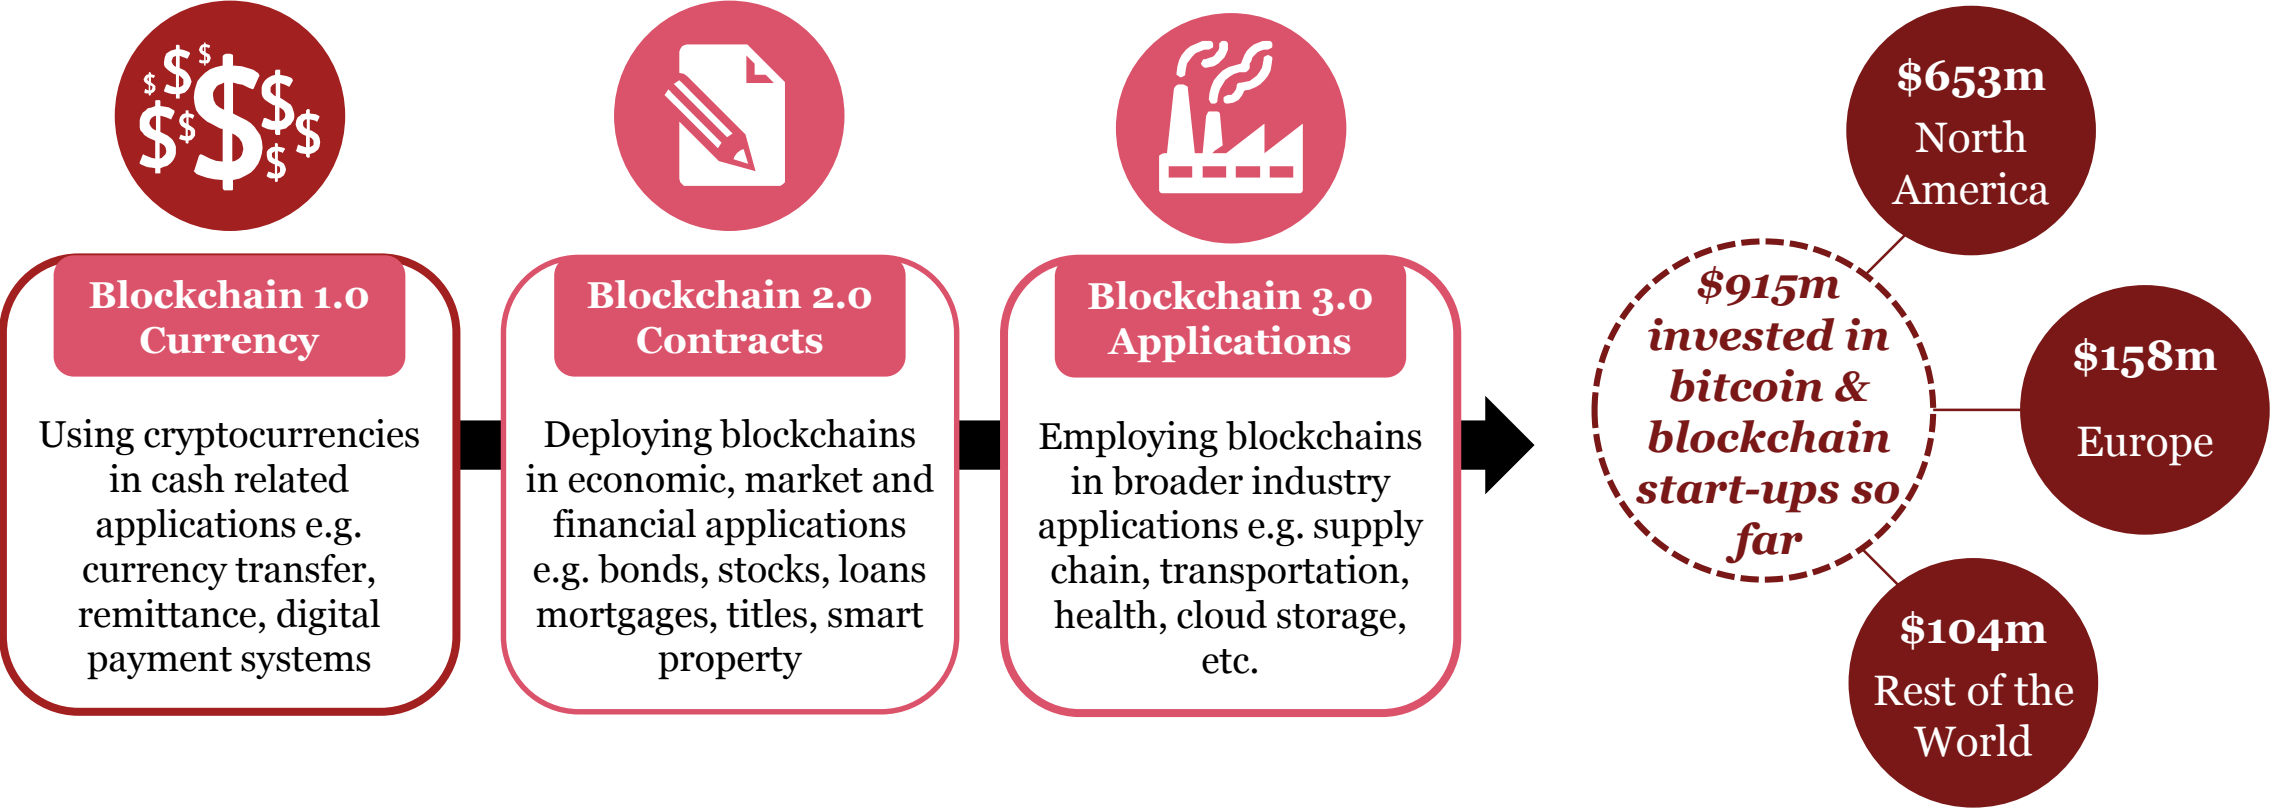 Blockchain 1.0
Currency
Using cryptocurrencies
in cash related
applications e.g.
currency transfer,
remittance, digital
payment systems
Blockchain 2.0
Contracts
Deploying blockchains
in economic, market and
financial applications
e.g. bonds, stocks, loans
mortgages, titles, smart
property
Blockchain 3.0
Applications
Employing blockchains
in broader industry
applications e.g. supply
chain, transportation,
health, cloud storage,
etc.
$915m
invested in
bitcoin &
blockchain
start-ups so
far
$653m
North
America
$158m
Europe
$104m
Rest of the
World